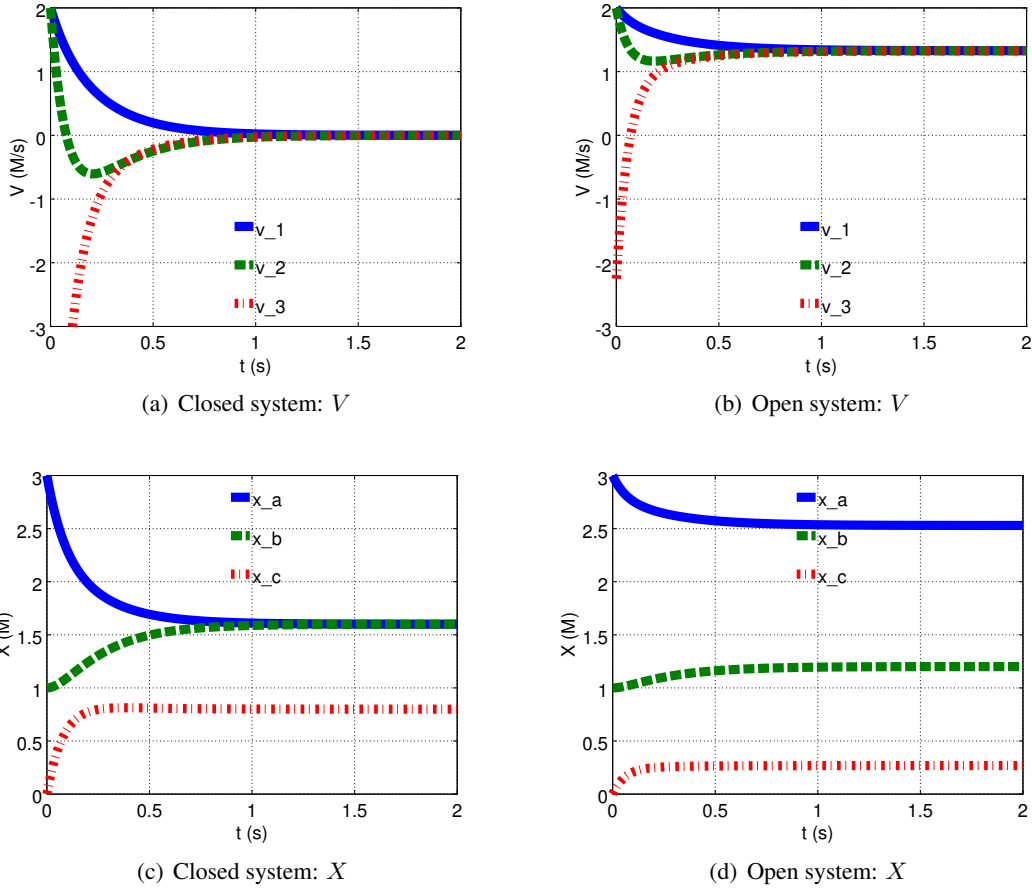 2
1
0
-1
-2
-3
V (M/s)
0
0.5
1
1.5
2
t (s)
v_1
v_2
v_3
(a) Closed system: V
2
1
0
-1
-2
-3
V (M/s)
0
0.5
1
1.5
2
t (s)
v_1
v_2
v_3
(b) Open system: V
3
2.5
2
1.5
1
0.5
0
X (M)
0
0.5
1
1.5
2
t (s)
x_a
x_b
x_c
(c) Closed system: X
3
2.5
2
1.5
1
0.5
0
X (M)
0
0.5
1
1.5
2
t (s)
x_a
x_b
x_c
(d) Open system: X